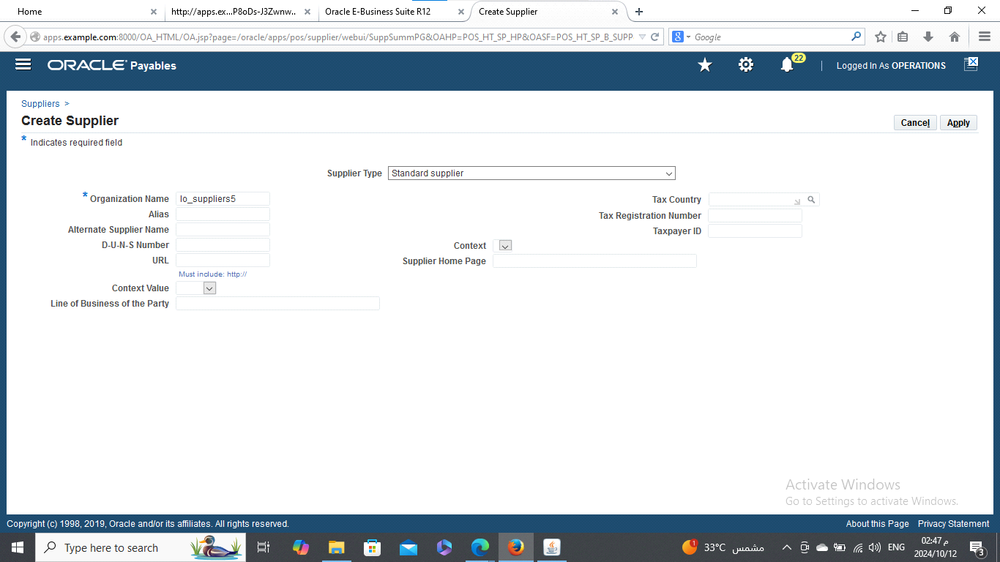 Home
http://apps.ex...P8oDs-J3Zwnw..
Oracle E-Business Suite R12
Create Supplier
apps.example.com:8000/OA_HTML/OA.jsp?page=/oracle/apps/pos/supplier/webui/SuppSummPG&OAHP=POS_HT_SP_HP&OASF=POS_HT_SP_B_SUPP
8
Google
ORACLE Payables
22
Logged In As OPERATIONS
Suppliers >
Create Supplier
Cancel
Apply
* Indicates required field
Supplier Type
Standard supplier
* Organization Name
lo_suppliers5
Tax Country
Alias
Tax Registration Number
Alternate Supplier Name
Taxpayer ID
D-U-N-S Number
Context
URL
Supplier Home Page
Must include: http://
Context Value
Line of Business of the Party
Activate Windows
Go to Settings to activate Windows.
Copyright (c) 1998, 2019, Oracle and/or its affiliates. All rights reserved.
About this Page
Privacy Statement
Type here to search
1
33°C مشمس
ENG
02:47 م
2024/10/12
3